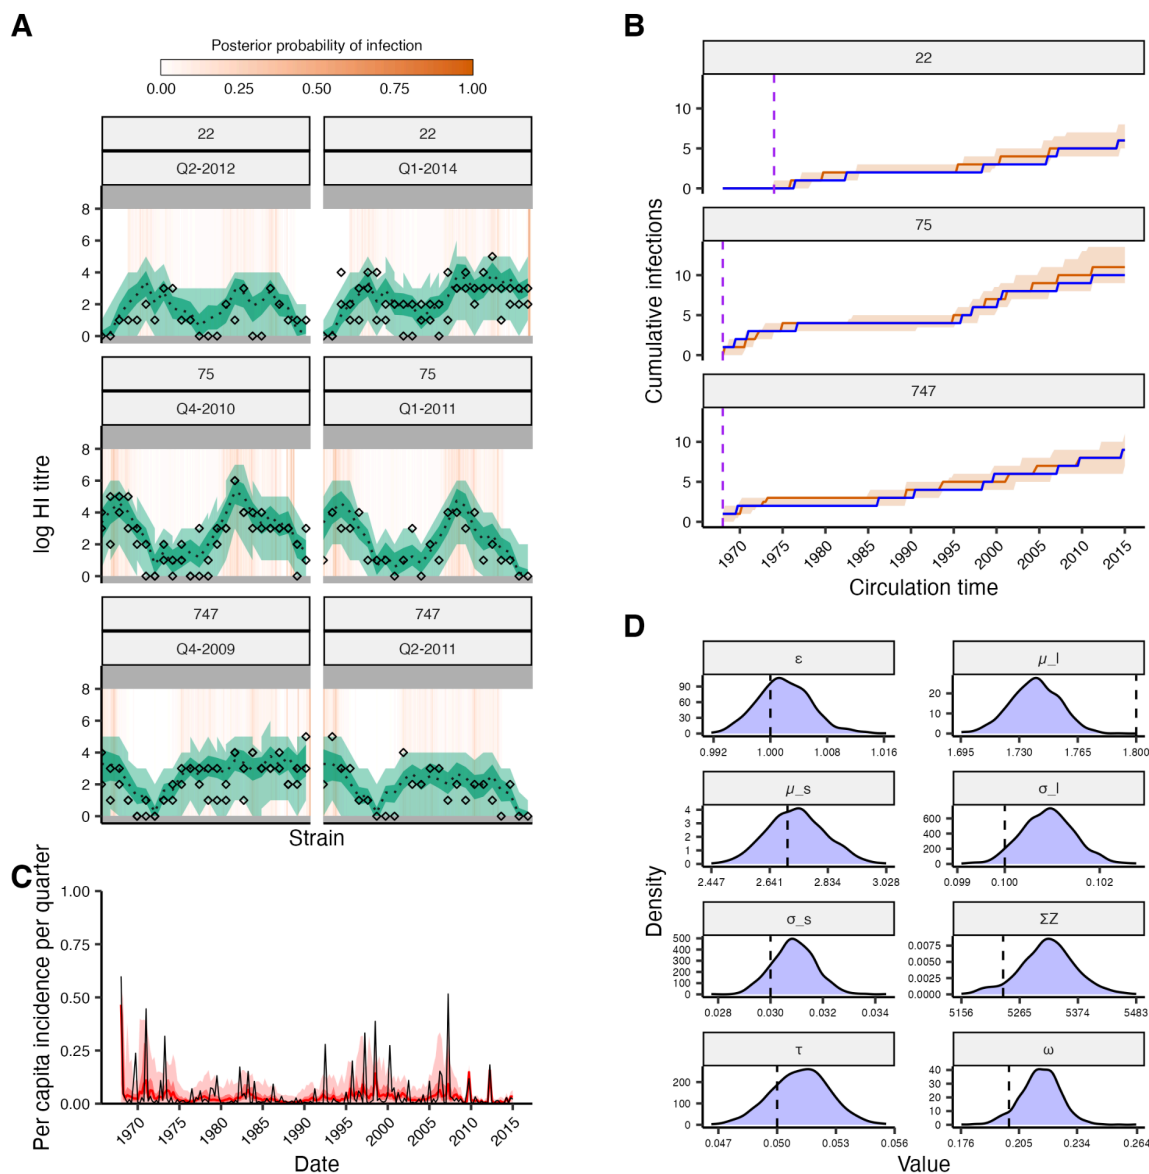 A
Posterior probability of infection
0.00 0.25 0.50 0.75 1.00
22 22
Q2-2012 Q1-2014
8
6
4
2
0
75 75
Q4-2010 Q1-2011
8
6
4
2
0
747 747
Q4-2009 Q2-2011
8
6
4
2
0
log HI titre
Strain
B
22
10
5
0
75
10
5
0
747
10
5
0
Cumulative infections
1970 1975 1980 1985 1990 1995 2000 2005 2010 2015
Circulation time
C
Per capita incidence per quarter
1.00
0.75
0.50
0.25
0.00
1970 1975 1980 1985 1990 1995 2000 2005 2010 2015
Date
D
ε μ_l
90
60
30
0
20
10
0
0.992 1.000 1.008 1.016 1.695 1.730 1.765 1.800
μ_s σ_l
4
3
2
1
0
600
400
200
0
2.447 2.641 2.834 3.028 0.099 0.100 0.102
σ_s ΣZ
500
400
300
200
100
0
0.0075
0.0050
0.0025
0.0000
0.028 0.030 0.032 0.034 5156 5265 5374 5483
τ ω
200
100
0
40
30
20
10
0
0.047 0.050 0.053 0.056 0.176 0.205 0.234 0.264
Density
Value